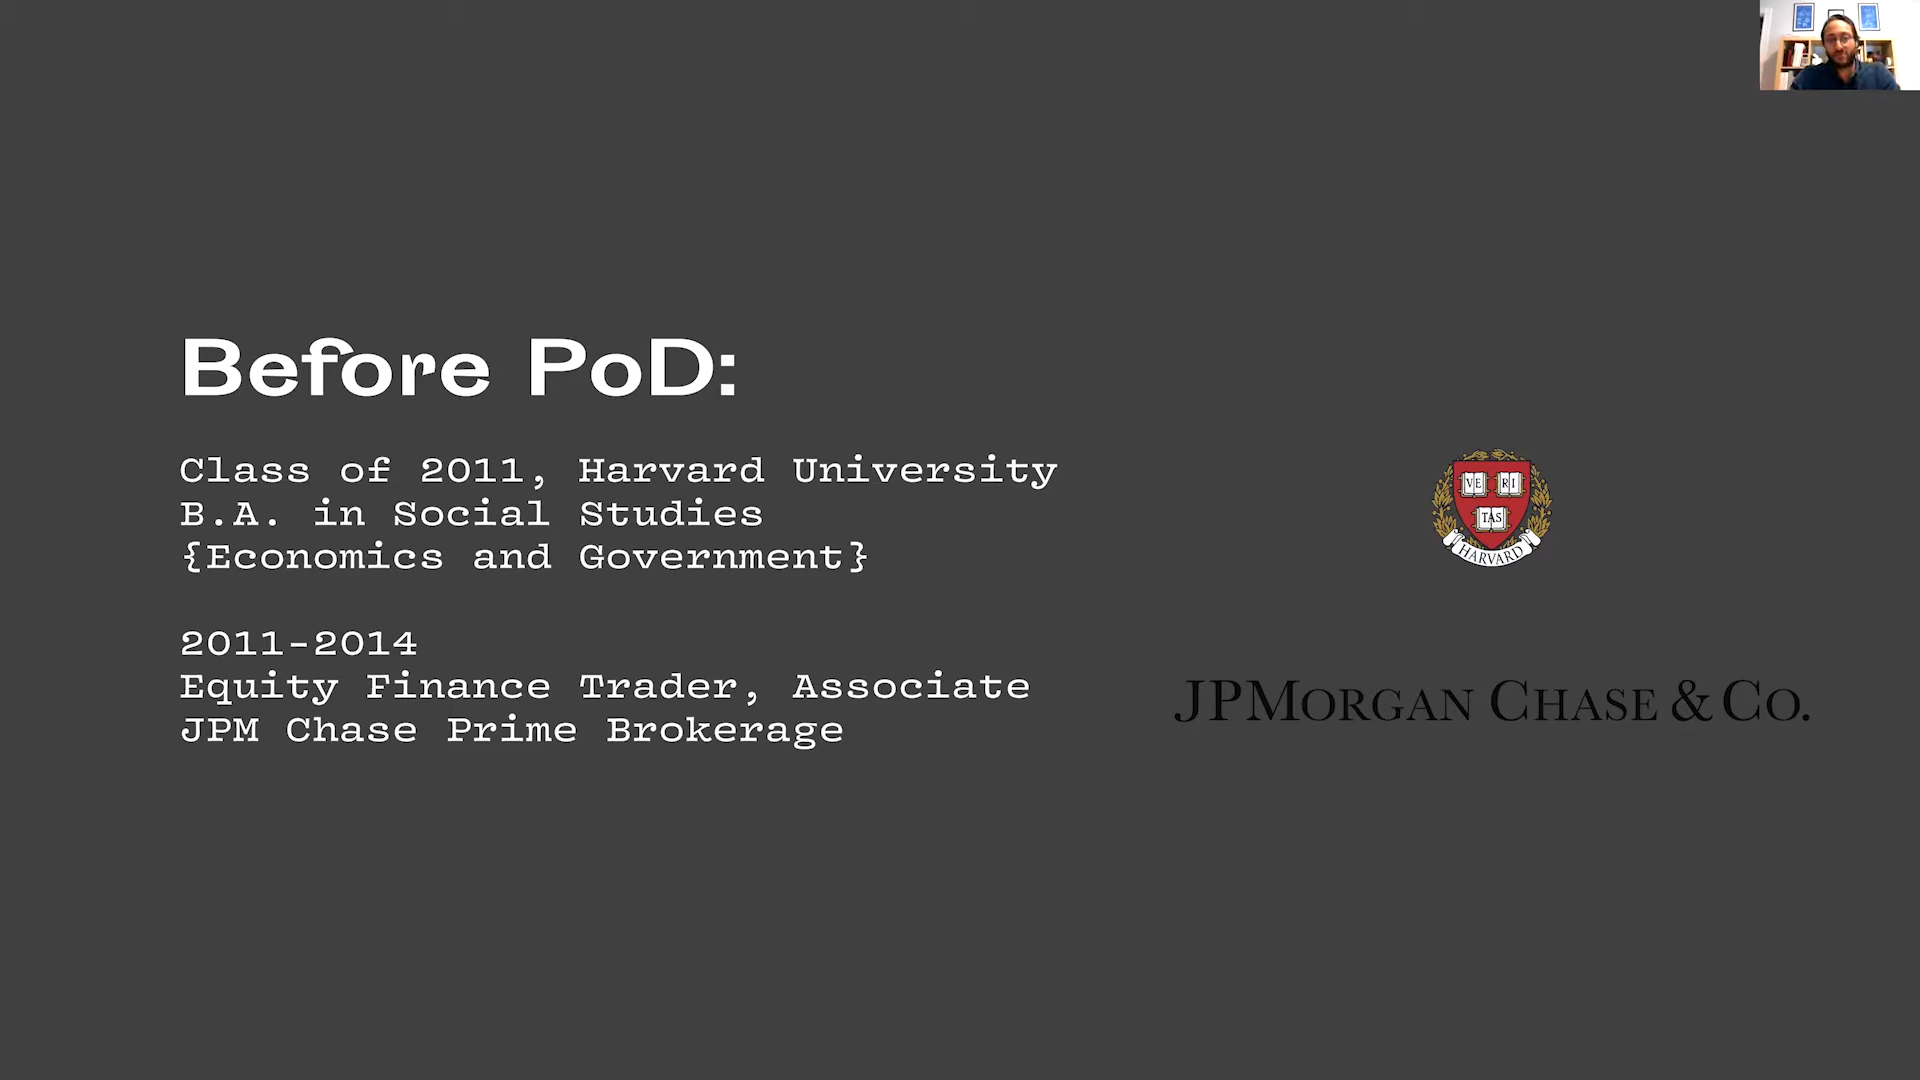 Before PoD:
Class of 2011, Harvard University
B.A. in Social Studies
{Economics and Government}
2011-2014
Equity Finance Trader, Associate
JPM Chase Prime Brokerage
VE RI
TAS
HARVARD
JPMORGAN CHASE & CO.